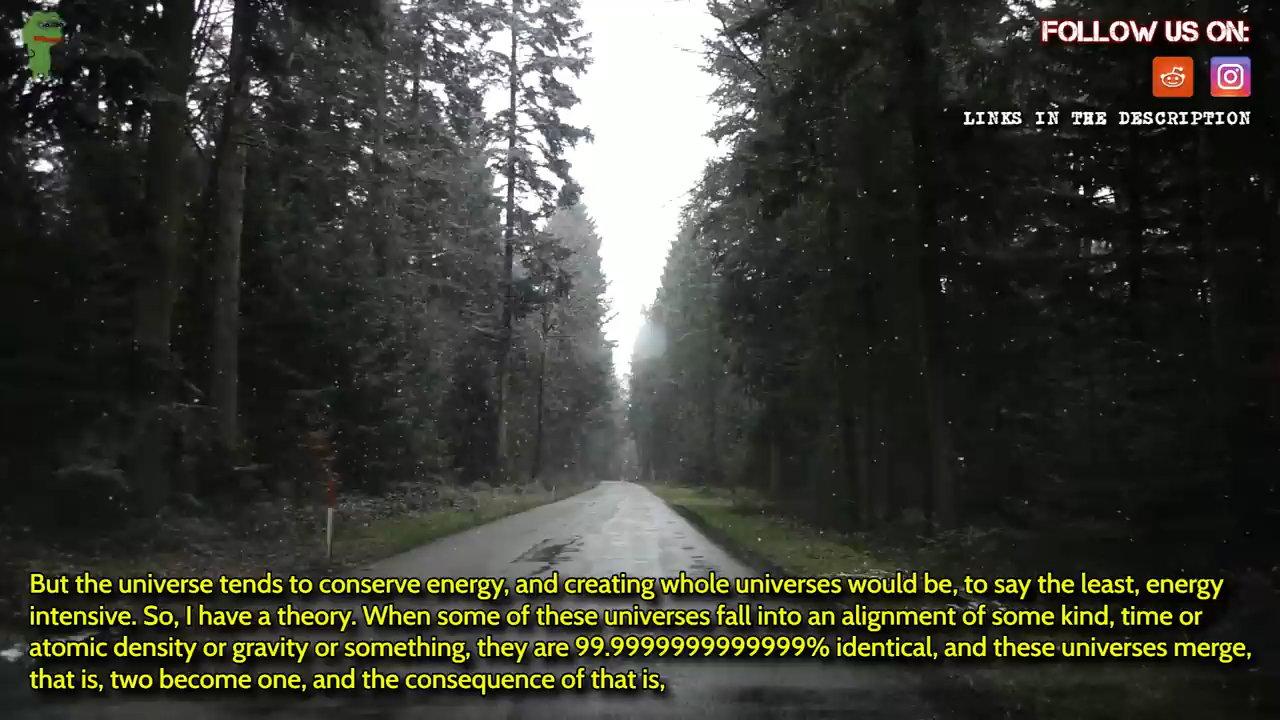 FOLLOW US ON:
LINKS IN THE DESCRIPTION
But the universe tends to conserve energy, and creating whole universes would be, to say the least, energy
intensive. So, I have a theory. When some of these universes fall into an alignment of some kind, time or
atomic density or gravity or something, they are 99.9999999999999% identical, and these universes merge,
that is, two become one, and the consequence of that is,